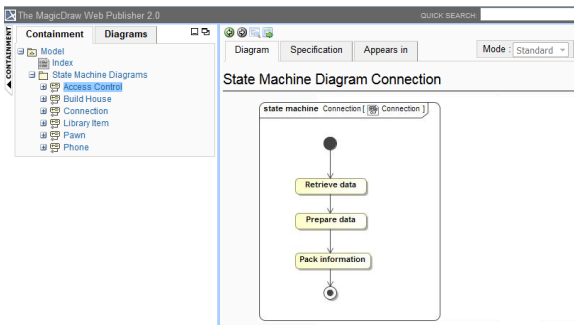 The MagicDraw Web Publisher 2.0
QUICK SEARCH
CONTAINMENT
Containment Diagrams
Model
Index
State Machine Diagrams
Access Control
Build House
Connection
Library Item
Pawn
Phone
Diagram Specification Appears in
Mode : Standard
State Machine Diagram Connection
state machine Connection [ Connection ]
Retrieve data
Prepare data
Pack information